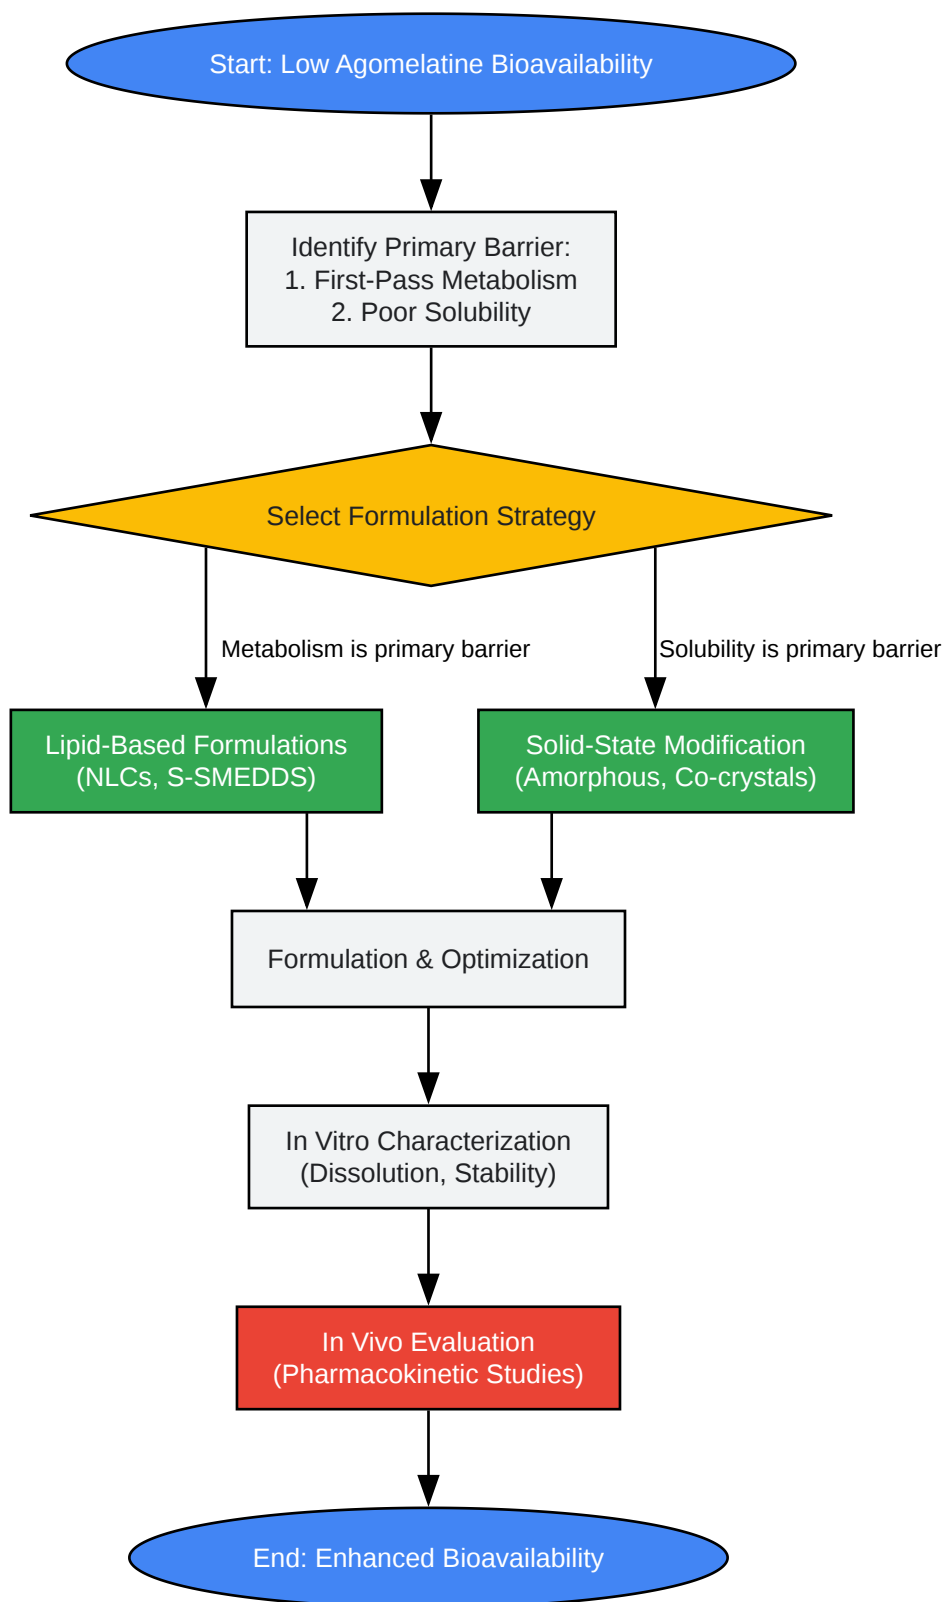 Start: Low Agomelatine Bioavailability
Identify Primary Barrier:
1. First-Pass Metabolism
2. Poor Solubility
Select Formulation Strategy
Metabolism is primary barrier
Solubility is primary barrier
Lipid-Based Formulations
(NLCs, S-SMEDDS)
Solid-State Modification
(Amorphous, Co-crystals)
Formulation & Optimization
In Vitro Characterization
(Dissolution, Stability)
In Vivo Evaluation
(Pharmacokinetic Studies)
End: Enhanced Bioavailability